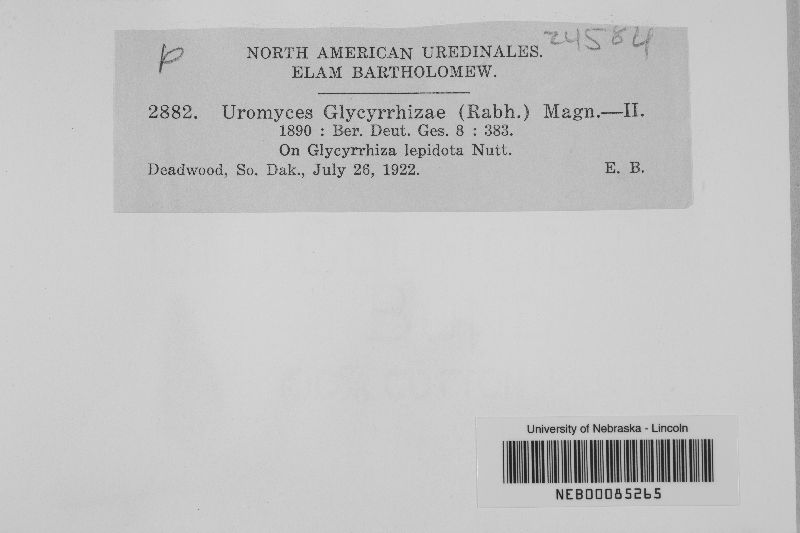 p
24584
NORTH AMERICAN UREDINALES.
ELAM BARTHOLOMEW.
2882. Uromyces Glycyrrhizae (Rabh.) Magn.—II.
1890 : Ber. Deut. Ges. 8 : 383.
On Glycyrrhiza lepidota Nutt.
Deadwood, So. Dak., July 26, 1922. E. B.
University of Nebraska - Lincoln
NEB00085265